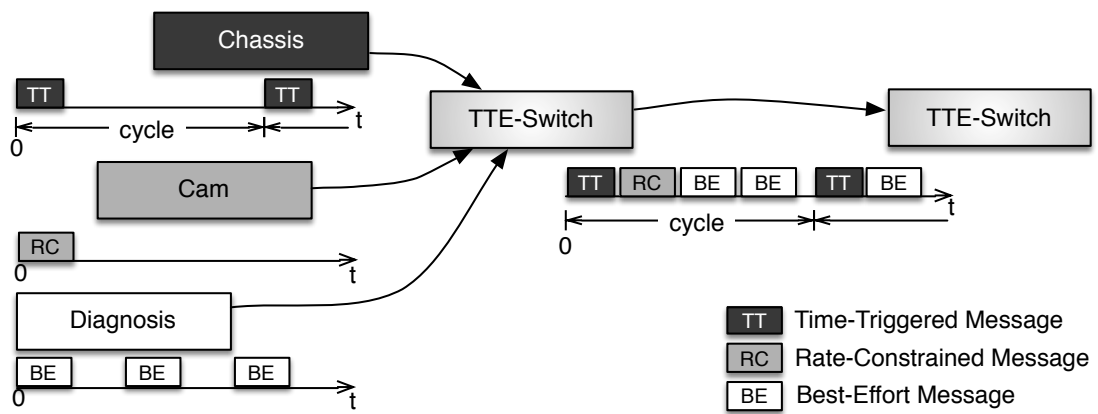 Chassis
TT TT
t
cycle
0
Cam
RC
0
t
Diagnosis
BE BE BE
0
t
TTE-Switch
TTE-Switch
TT RC BE BE TT BE
t
cycle
0
TT Time-Triggered Message
RC Rate-Constrained Message
BE Best-Effort Message